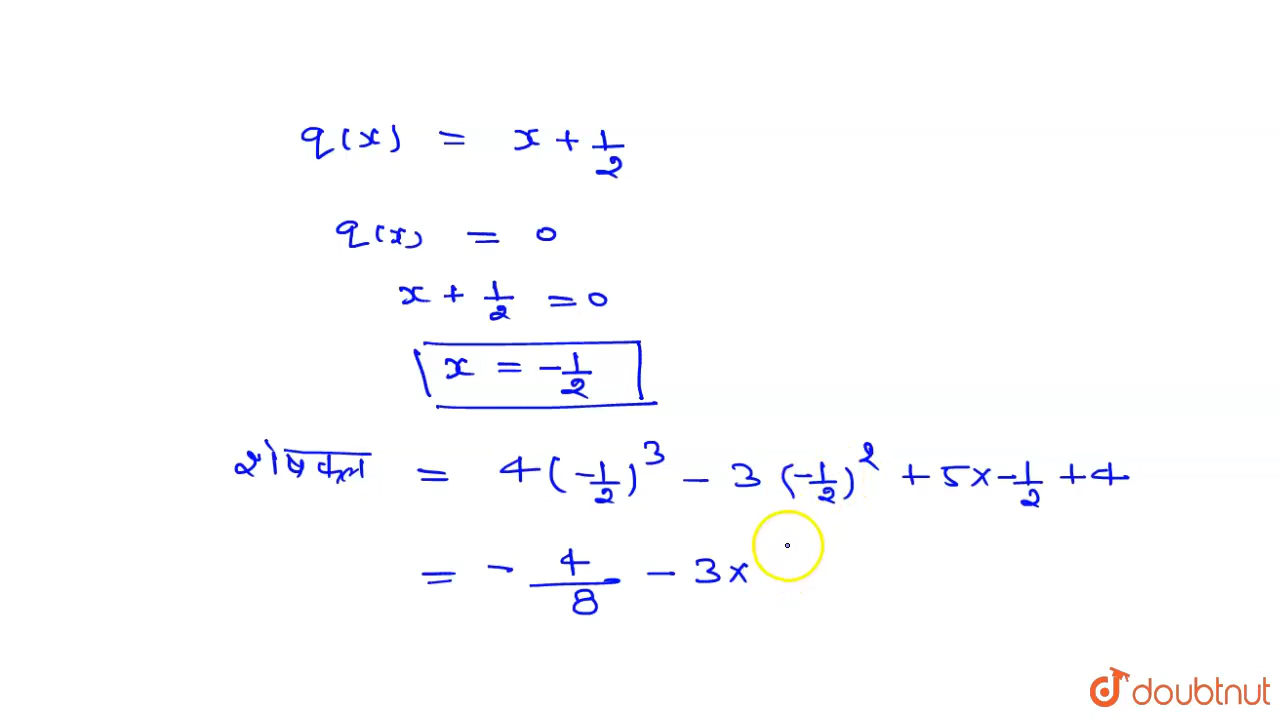 q(x) = x + 1/2
q(x) = 0
x + 1/2 = 0
x = -1/2
शेषफल = 4(-1/2)^3 - 3(-1/2)^2 + 5x-1/2 + 4
= - 4/8 - 3x
doubtnut